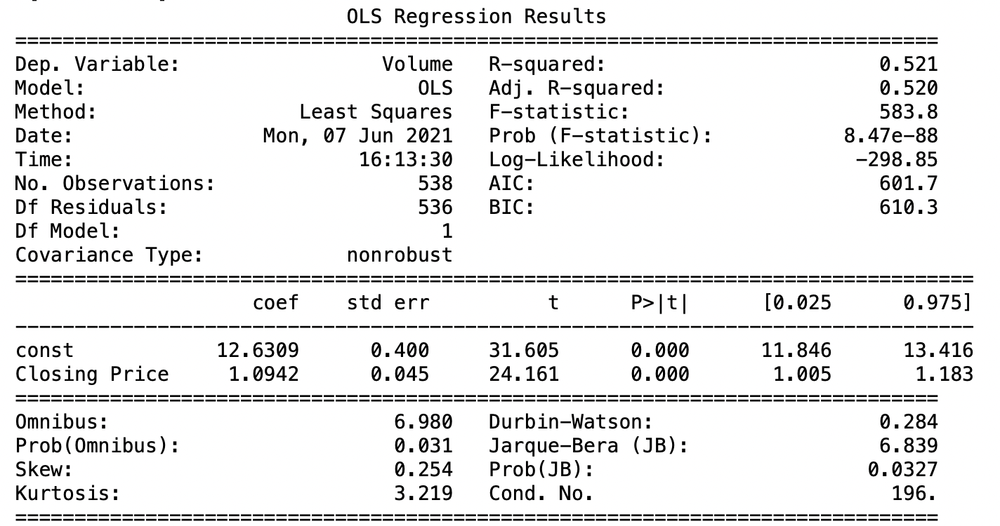 OLS Regression Results
==============================================================================
Dep. Variable:                 Volume   R-squared:                       0.521
Model:                            OLS   Adj. R-squared:                  0.520
Method:                 Least Squares   F-statistic:                     583.8
Date:                Mon, 07 Jun 2021   Prob (F-statistic):           8.47e-88
Time:                        16:13:30   Log-Likelihood:                -298.85
No. Observations:                 538   AIC:                             601.7
Df Residuals:                     536   BIC:                             610.3
Df Model:                           1
Covariance Type:            nonrobust
=================================================================================
                    coef    std err          t      P>|t|      [0.025      0.975]
---------------------------------------------------------------------------------
const            12.6309      0.400     31.605      0.000      11.846      13.416
Closing Price     1.0942      0.045     24.161      0.000       1.005       1.183
==============================================================================
Omnibus:                        6.980   Durbin-Watson:                   0.284
Prob(Omnibus):                  0.031   Jarque-Bera (JB):                6.839
Skew:                           0.254   Prob(JB):                       0.0327
Kurtosis:                       3.219   Cond. No.                         196.
==============================================================================